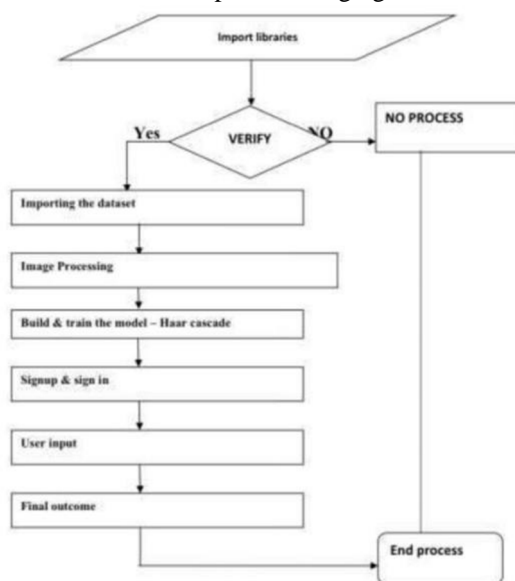 Import libraries
Yes
VERIFY
NO
NO PROCESS
Importing the dataset
Image Processing
Build & train the model – Haar cascade
Signup & sign in
User input
Final outcome
End process